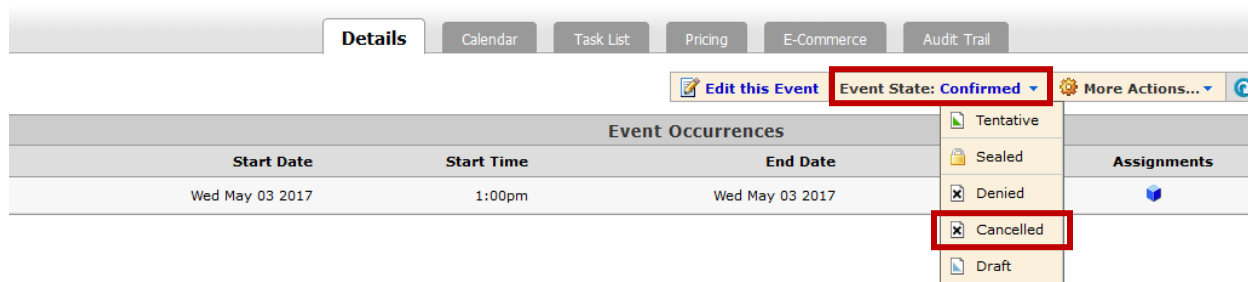 Details Calendar Task List Pricing E-Commerce Audit Trail
Edit this Event Event State: Confirmed More Actions...
Tentative
Event Occurrences
Sealed
Start Date Start Time End Date Assignments
Denied
Wed May 03 2017 1:00pm Wed May 03 2017
Cancelled
Draft